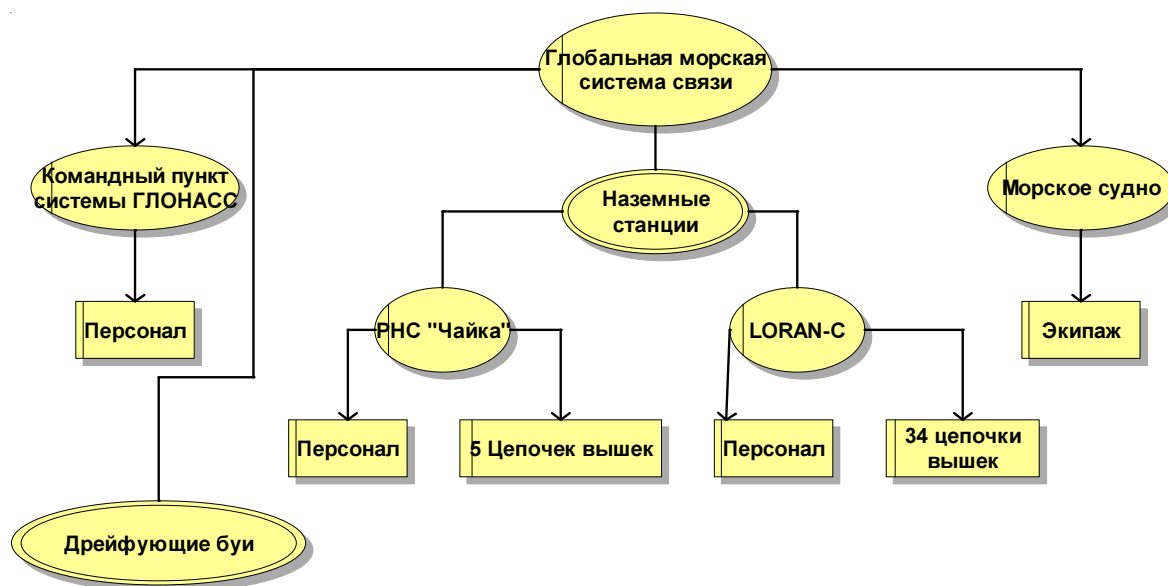 Глобальная морская
система связи
Командный пункт
системы ГЛОНАСС
Наземные
станции
Морское судно
Персонал
РНС "Чайка"
LORAN-C
Экипаж
Персонал
5 Цепочек вышек
Персонал
34 цепочки
вышек
Дрейфующие буи